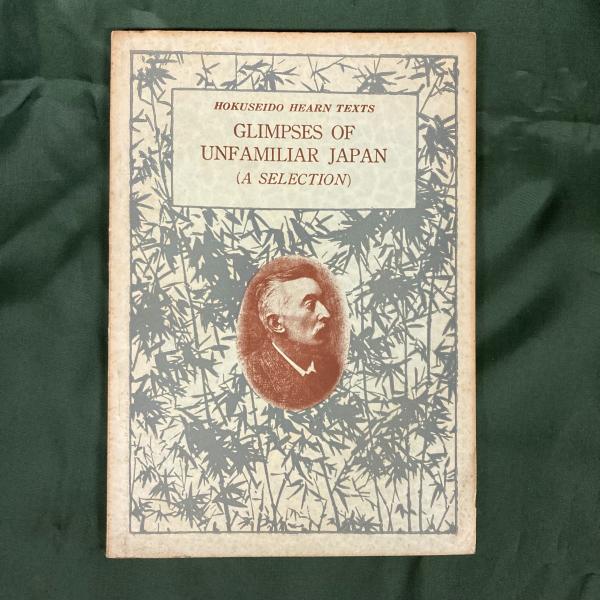 HOKUSEIDO HEARN TEXTS
GLIMPSES OF
UNFAMILIAR JAPAN
(A SELECTION)